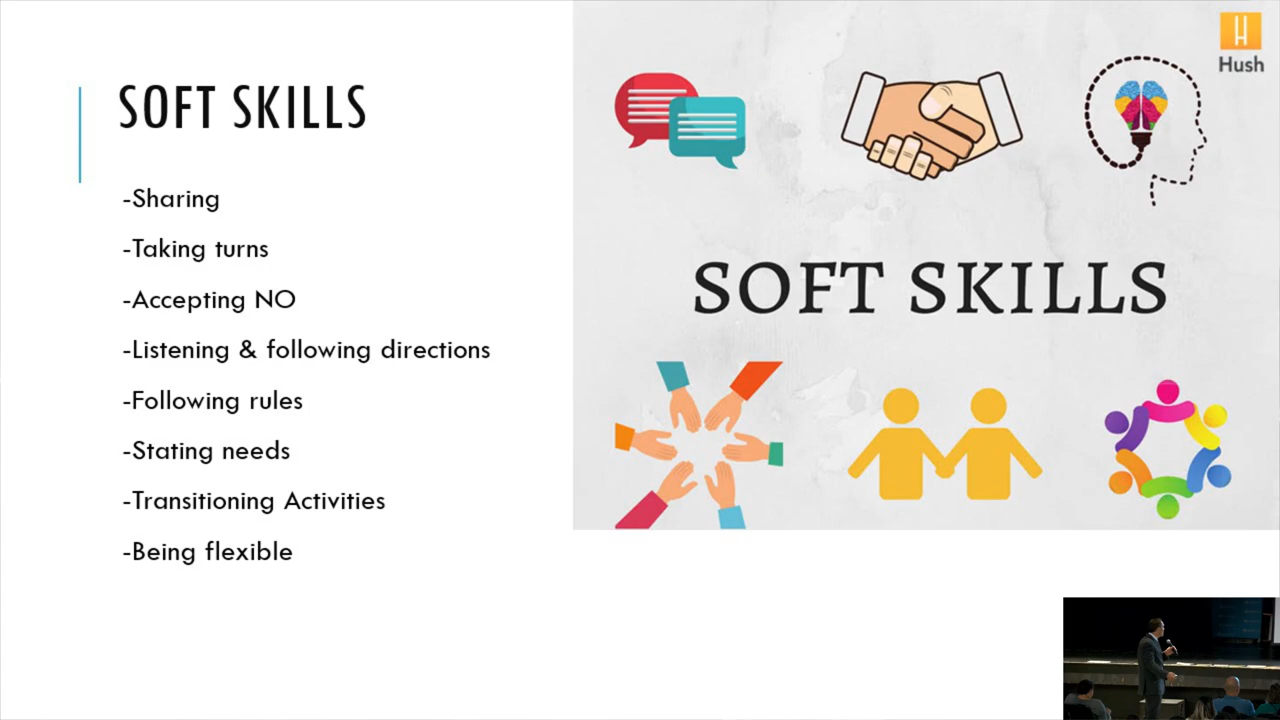 SOFT SKILLS
-Sharing
-Taking turns
-Accepting NO
-Listening & following directions
-Following rules
-Stating needs
-Transitioning Activities
-Being flexible
H
Hush
SOFT SKILLS